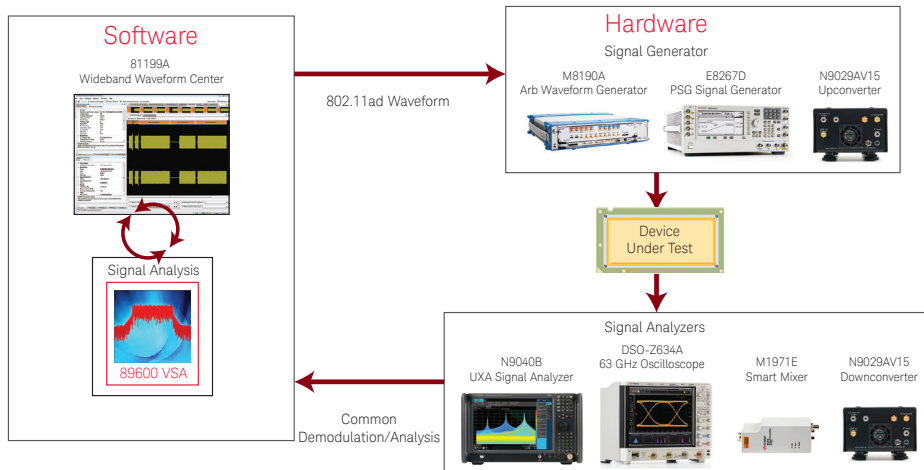 Software
81199A
Wideband Waveform Center
Signal Analysis
89600 VSA
802.11ad Waveform
Hardware
Signal Generator
M8190A
Arb Waveform Generator
E8267D
PSG Signal Generator
N9029AV15
Upconverter
Device
Under Test
Signal Analyzers
N9040B
UXA Signal Analyzer
DSO-Z634A
63 GHz Oscilloscope
M1971E
Smart Mixer
N9029AV15
Downconverter
Common
Demodulation/Analysis